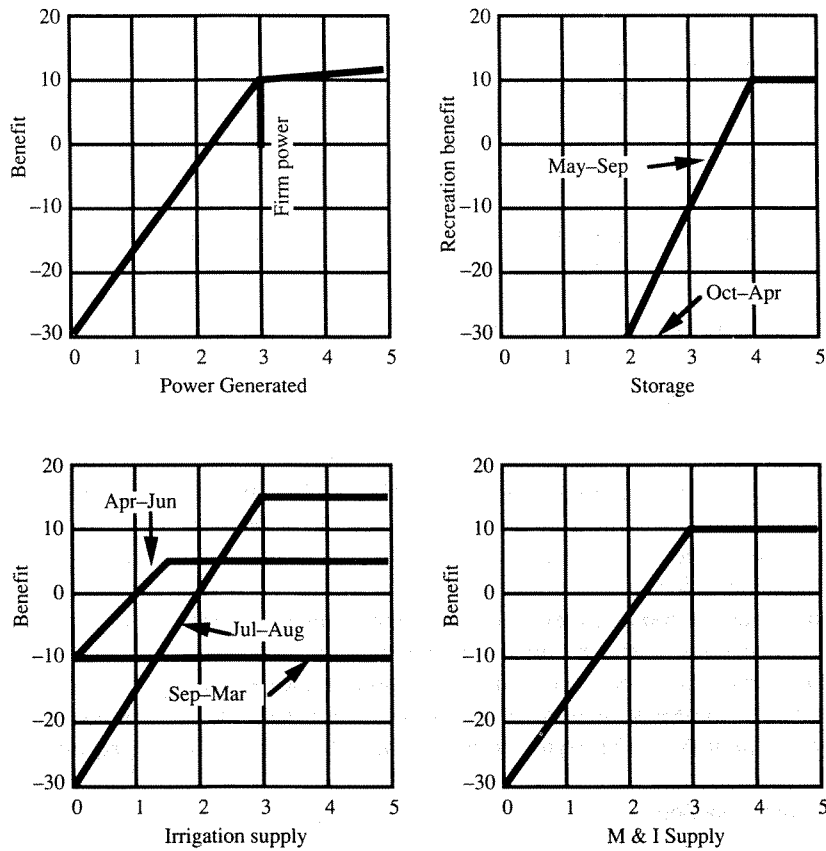 20
10
0
–10
–20
–30
Benefit
Firm power
0 1 2 3 4 5
Power Generated
20
10
0
–10
–20
–30
Recreation benefit
May–Sep
Oct–Apr
0 1 2 3 4 5
Storage
20
10
0
–10
–20
–30
Benefit
Apr–Jun
Jul–Aug
Sep–Mar
0 1 2 3 4 5
Irrigation supply
20
10
0
–10
–20
–30
Benefit
0 1 2 3 4 5
M & I Supply